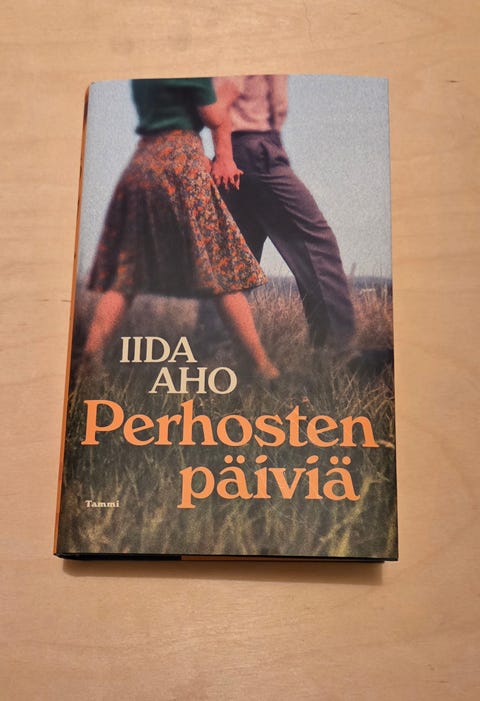 IIDA
AHO
Perhosten
päiviä
Tammi